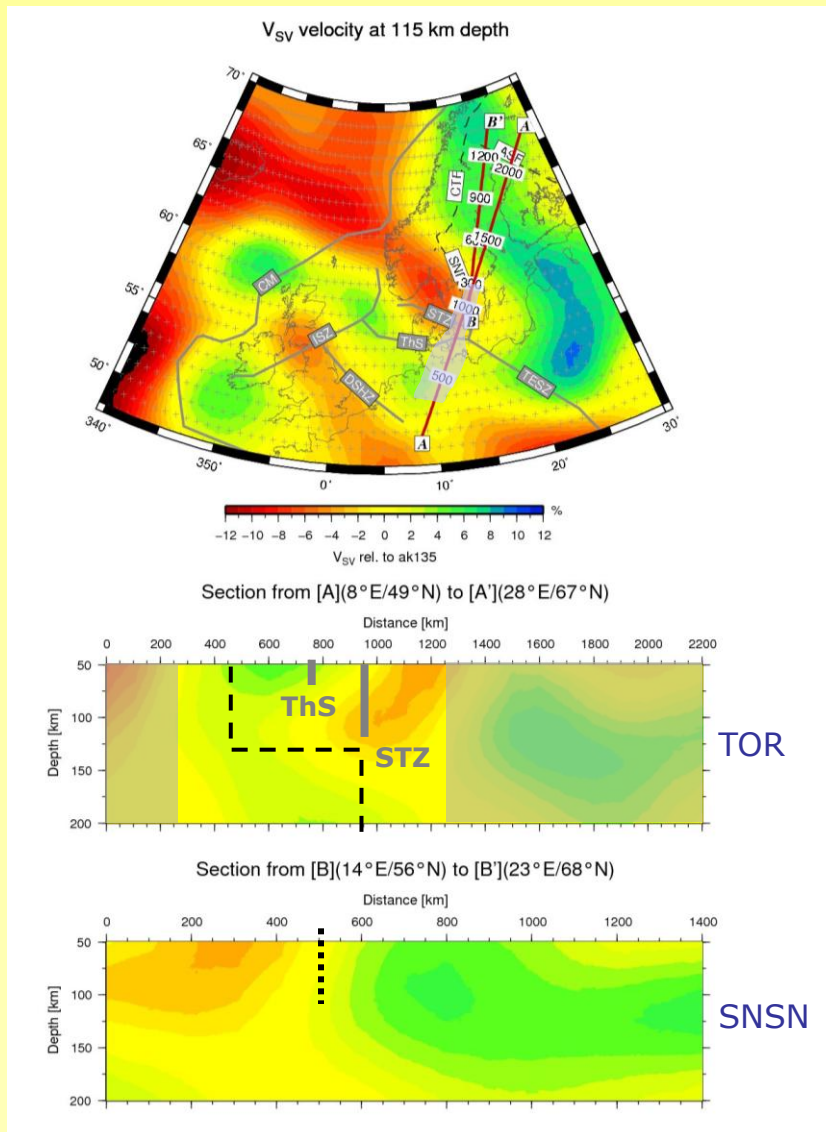 V_SV velocity at 115 km depth
70°
65°
60°
55°
50°
340°
350°
0°
10°
20°
30°
B'
A
1200
ASF
2000
CTF
900
1500
300
1000
B
STZ
ThS
CM
ISZ
DSHZ
TESZ
500
A
-12 -10 -8 -6 -4 -2 0 2 4 6 8 10 12 %
V_SV rel. to ak135
Section from [A](8°E/49°N) to [A'](28°E/67°N)
Distance [km]
0 200 400 600 800 1000 1200 1400 1600 1800 2000 2200
Depth [km]
50
100
150
200
ThS
STZ
TOR
Section from [B](14°E/56°N) to [B'](23°E/68°N)
Distance [km]
0 200 400 600 800 1000 1200 1400
Depth [km]
50
100
150
200
SNSN